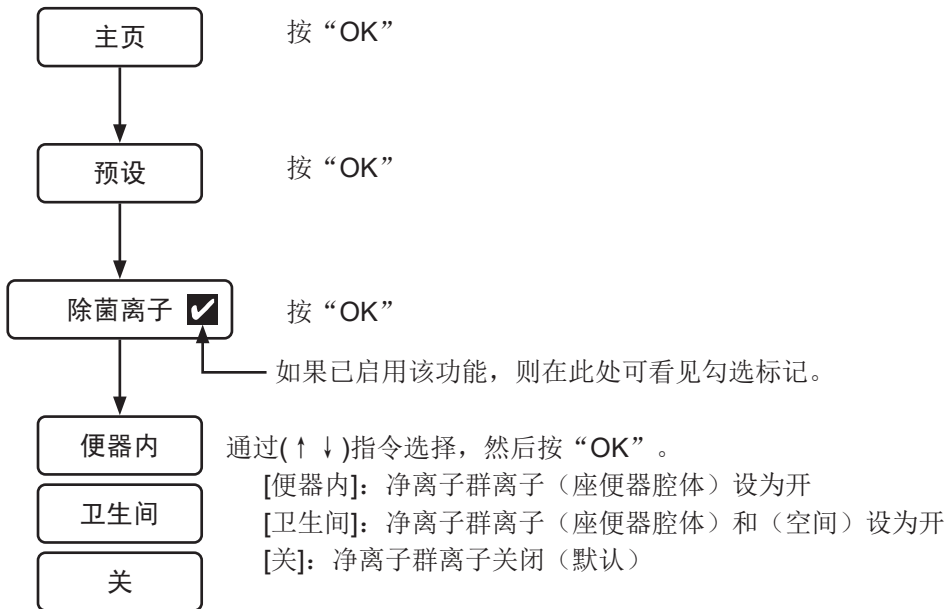 主页
按“OK”
预设
按“OK”
除菌离子 ✔
按“OK”
如果已启用该功能，则在此处可看见勾选标记。
便器内
通过(↑↓)指令选择，然后按“OK”。
[便器内]：净离子群离子（座便器腔体）设为开
卫生间
[卫生间]：净离子群离子（座便器腔体）和（空间）设为开
[关]：净离子群离子关闭（默认）
关